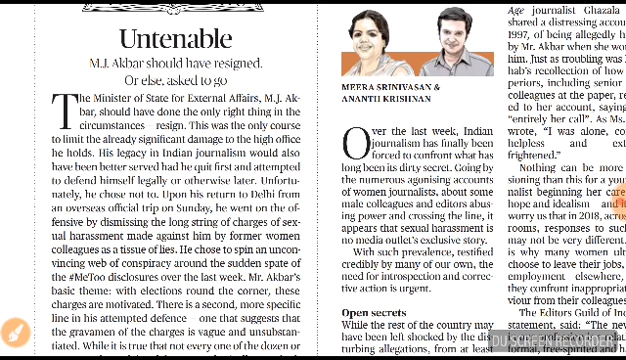 Untenable
M.J. Akbar should have resigned.
Or else, asked to go
The Minister of State for External Affairs, M.J. Ak-
bar, should have done the only right thing in the
circumstances – resign. This was the only course
to limit the already significant damage to the high office
he holds. His legacy in Indian journalism would also
have been better served had he quit first and attempted
to defend himself legally or otherwise later. Unfortu-
nately, he chose not to. Upon his return to Delhi from
an overseas official trip on Sunday, he went on the of-
fensive by dismissing the long string of charges of sex-
ual harassment made against him by former women
colleagues as a tissue of lies. He chose to spin an un-
convincing web of conspiracy around the sudden spate of
the #MeToo disclosures over the last week. Mr. Akbar's
basic theme: with elections round the corner, these
charges are motivated. There is a second, more specific
line in his attempted defence – one that suggests that
the gravamen of the charges is vague and unsubstan-
tiated. While it is true that not every one of the dozen or
MEERA SRINIVASAN &
ANANTH KRISHNAN
Over the last week, Indian
journalism has finally been
forced to confront what has
long been its dirty secret. Going by
the numerous agonising accounts
of women journalists, about some
male colleagues and editors abus-
ing power and crossing the line, it
appears that sexual harassment is
no media outlet's exclusive story.
With such prevalence, testified
credibly by many of our own, the
need for introspection and correc-
tive action is urgent.
Open secrets
While the rest of the country may
have been left shocked by the dis-
turbing allegations, from at least
Age journalist Ghazala
shared a distressing accou
1997, of being allegedly h
by Mr. Akbar when she wor
him. Just as troubling was
hab's recollection of how
periors, including senior
colleagues at the paper, re
ed to her account, saying
"entirely her call". As Ms.
wrote, "I was alone, con
helpless and ext
frightened."
Nothing can be more
sioning than this for a you
nalist beginning her care
hope and idealism and it
worry us that in 2018, acros
rooms, responses to such
may not be very different.
is why many women ult
choose to leave their jobs,
employment elsewhere,
they confront inappropria
viour from their colleagues
The Editors Guild of In
statement, said: "The new
DU SCREEN RECORDER